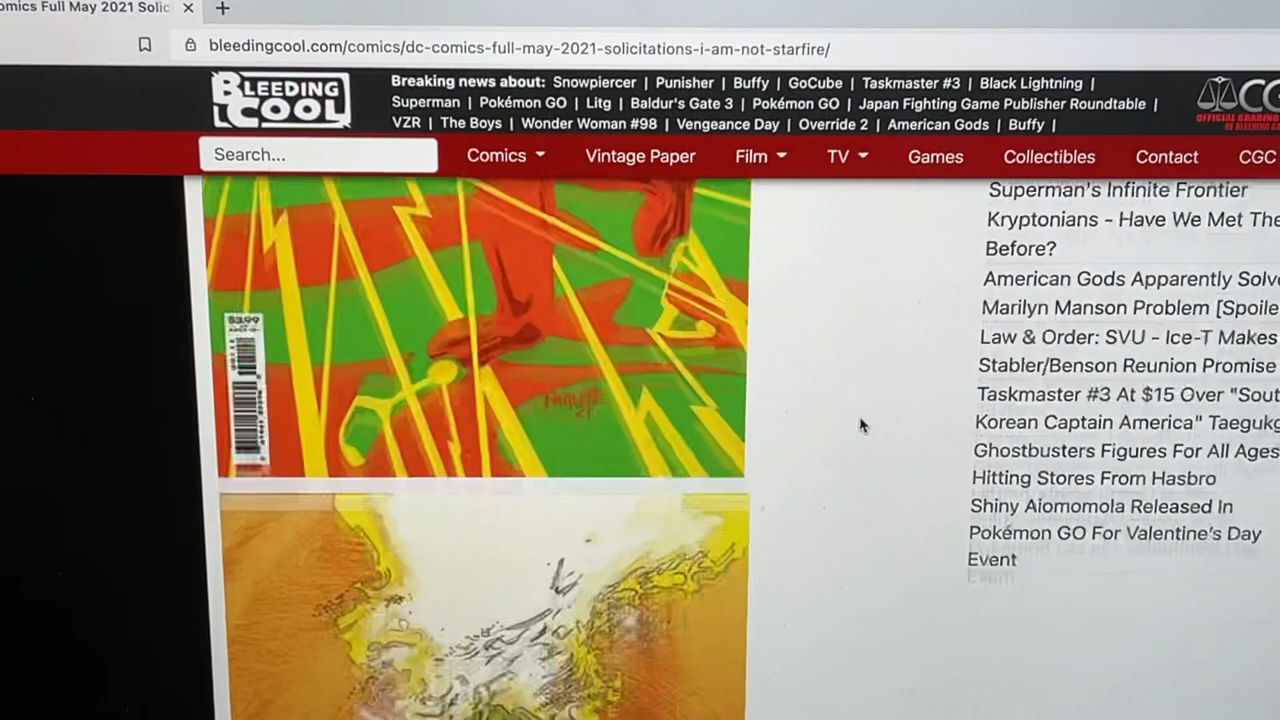 omics Full May 2021 Solic
bleedingcool.com/comics/dc-comics-full-may-2021-solicitations-i-am-not-starfire/
BLEEDING COOL
Breaking news about: Snowpiercer | Punisher | Buffy | GoCube | Taskmaster #3 | Black Lightning |
Superman | Pokémon GO | Litg | Baldur's Gate 3 | Pokémon GO | Japan Fighting Game Publisher Roundtable |
VZR | The Boys | Wonder Woman #98 | Vengeance Day | Override 2 | American Gods | Buffy |
CG
OFFICIAL GRADING
Search...
Comics
Vintage Paper
Film
TV
Games
Collectibles
Contact
CGC
Superman's Infinite Frontier
Kryptonians - Have We Met The
Before?
American Gods Apparently Solv
Marilyn Manson Problem [Spoile
Law & Order: SVU - Ice-T Makes
Stabler/Benson Reunion Promise
Taskmaster #3 At $15 Over "Sout
Korean Captain America" Taegukg
Ghostbusters Figures For All Ages
Hitting Stores From Hasbro
Shiny Alomomola Released In
Pokémon GO For Valentine's Day
Event
$3.99